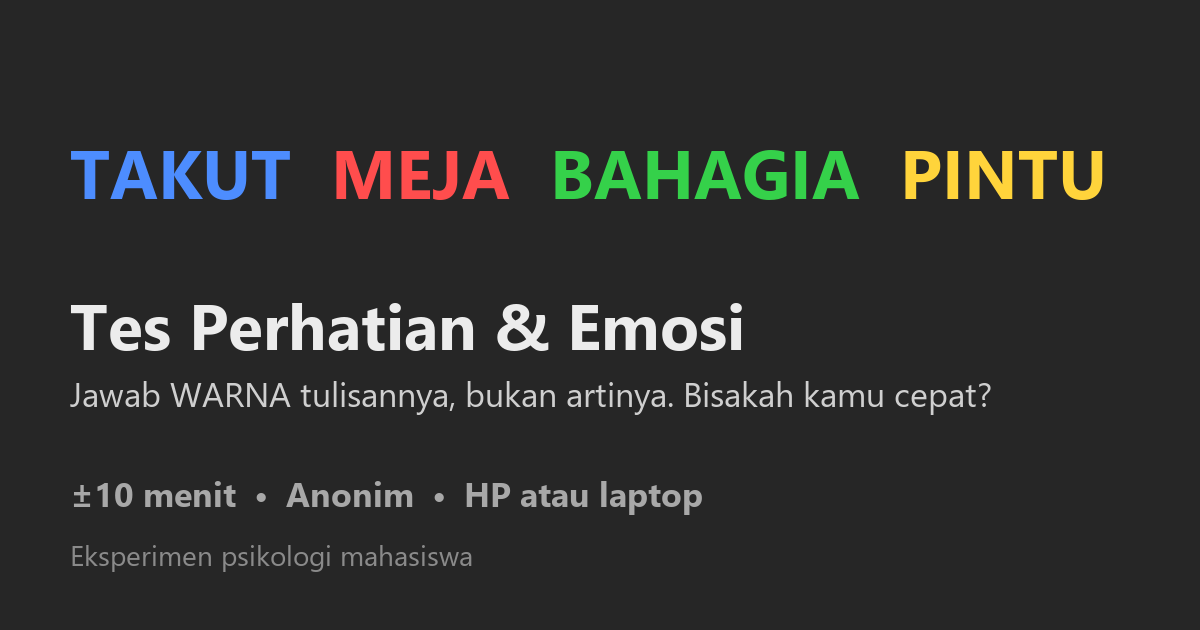 TAKUT MEJA BAHAGIA PINTU
Tes Perhatian & Emosi
Jawab WARNA tulisannya, bukan artinya. Bisakah kamu cepat?
±10 menit • Anonim • HP atau laptop
Eksperimen psikologi mahasiswa